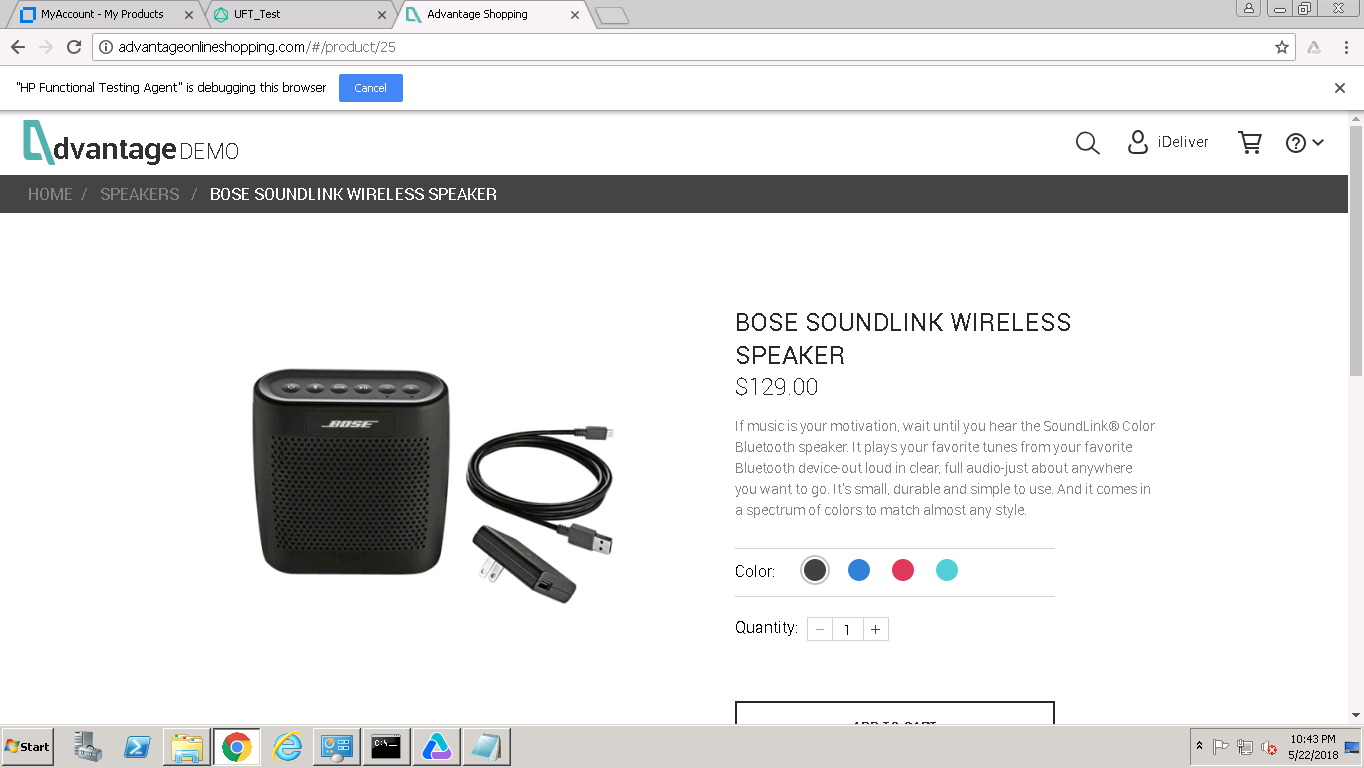 MyAccount - My Products
UFT_Test
Advantage Shopping
advantageonlineshopping.com/#/product/25
"HP Functional Testing Agent" is debugging this browser
Cancel
dvantage DEMO
iDeliver
HOME / SPEAKERS / BOSE SOUNDLINK WIRELESS SPEAKER
BOSE SOUNDLINK WIRELESS
SPEAKER
$129.00
If music is your motivation, wait until you hear the SoundLink® Color
Bluetooth speaker. It plays your favorite tunes from your favorite
Bluetooth device-out loud in clear, full audio-just about anywhere
you want to go. It's small, durable and simple to use. And it comes in
a spectrum of colors to match almost any style.
BOSE
Color:
Quantity: − 1 +
ADD TO CART
Start
C:\_
10:43 PM
5/22/2018